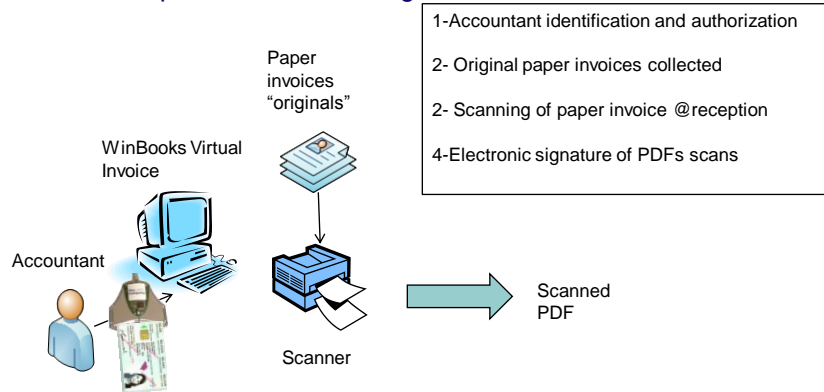 1-Accountant identification and authorization
2- Original paper invoices collected
2- Scanning of paper invoice @reception
4-Electronic signature of PDFs scans
Paper
invoices
“originals”
WinBooks Virtual
Invoice
Accountant
Scanner
Scanned
PDF